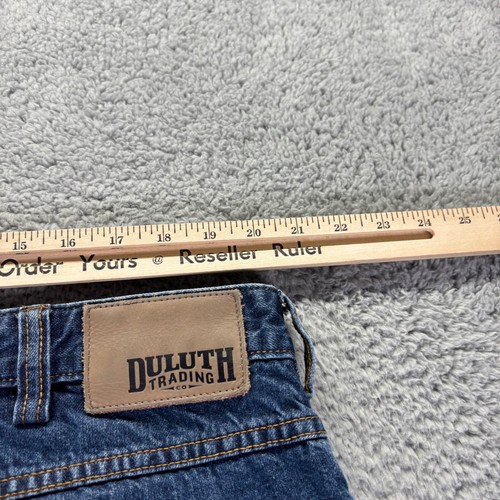 15 16 17 18 19 20 21 22 23 24 25
Order Yours @ Reseller Ruler
DULUTH
TRADING
CO